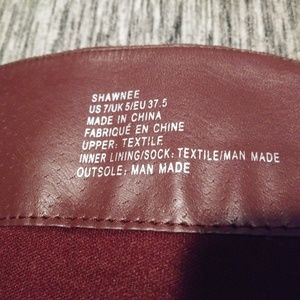 SHAWNEE
US 7/UK 5/EU 37.5
MADE IN CHINA
FABRIQUÉ EN CHINE
UPPER: TEXTILE
INNER LINING/SOCK: TEXTILE/MAN MADE
OUTSOLE: MAN MADE